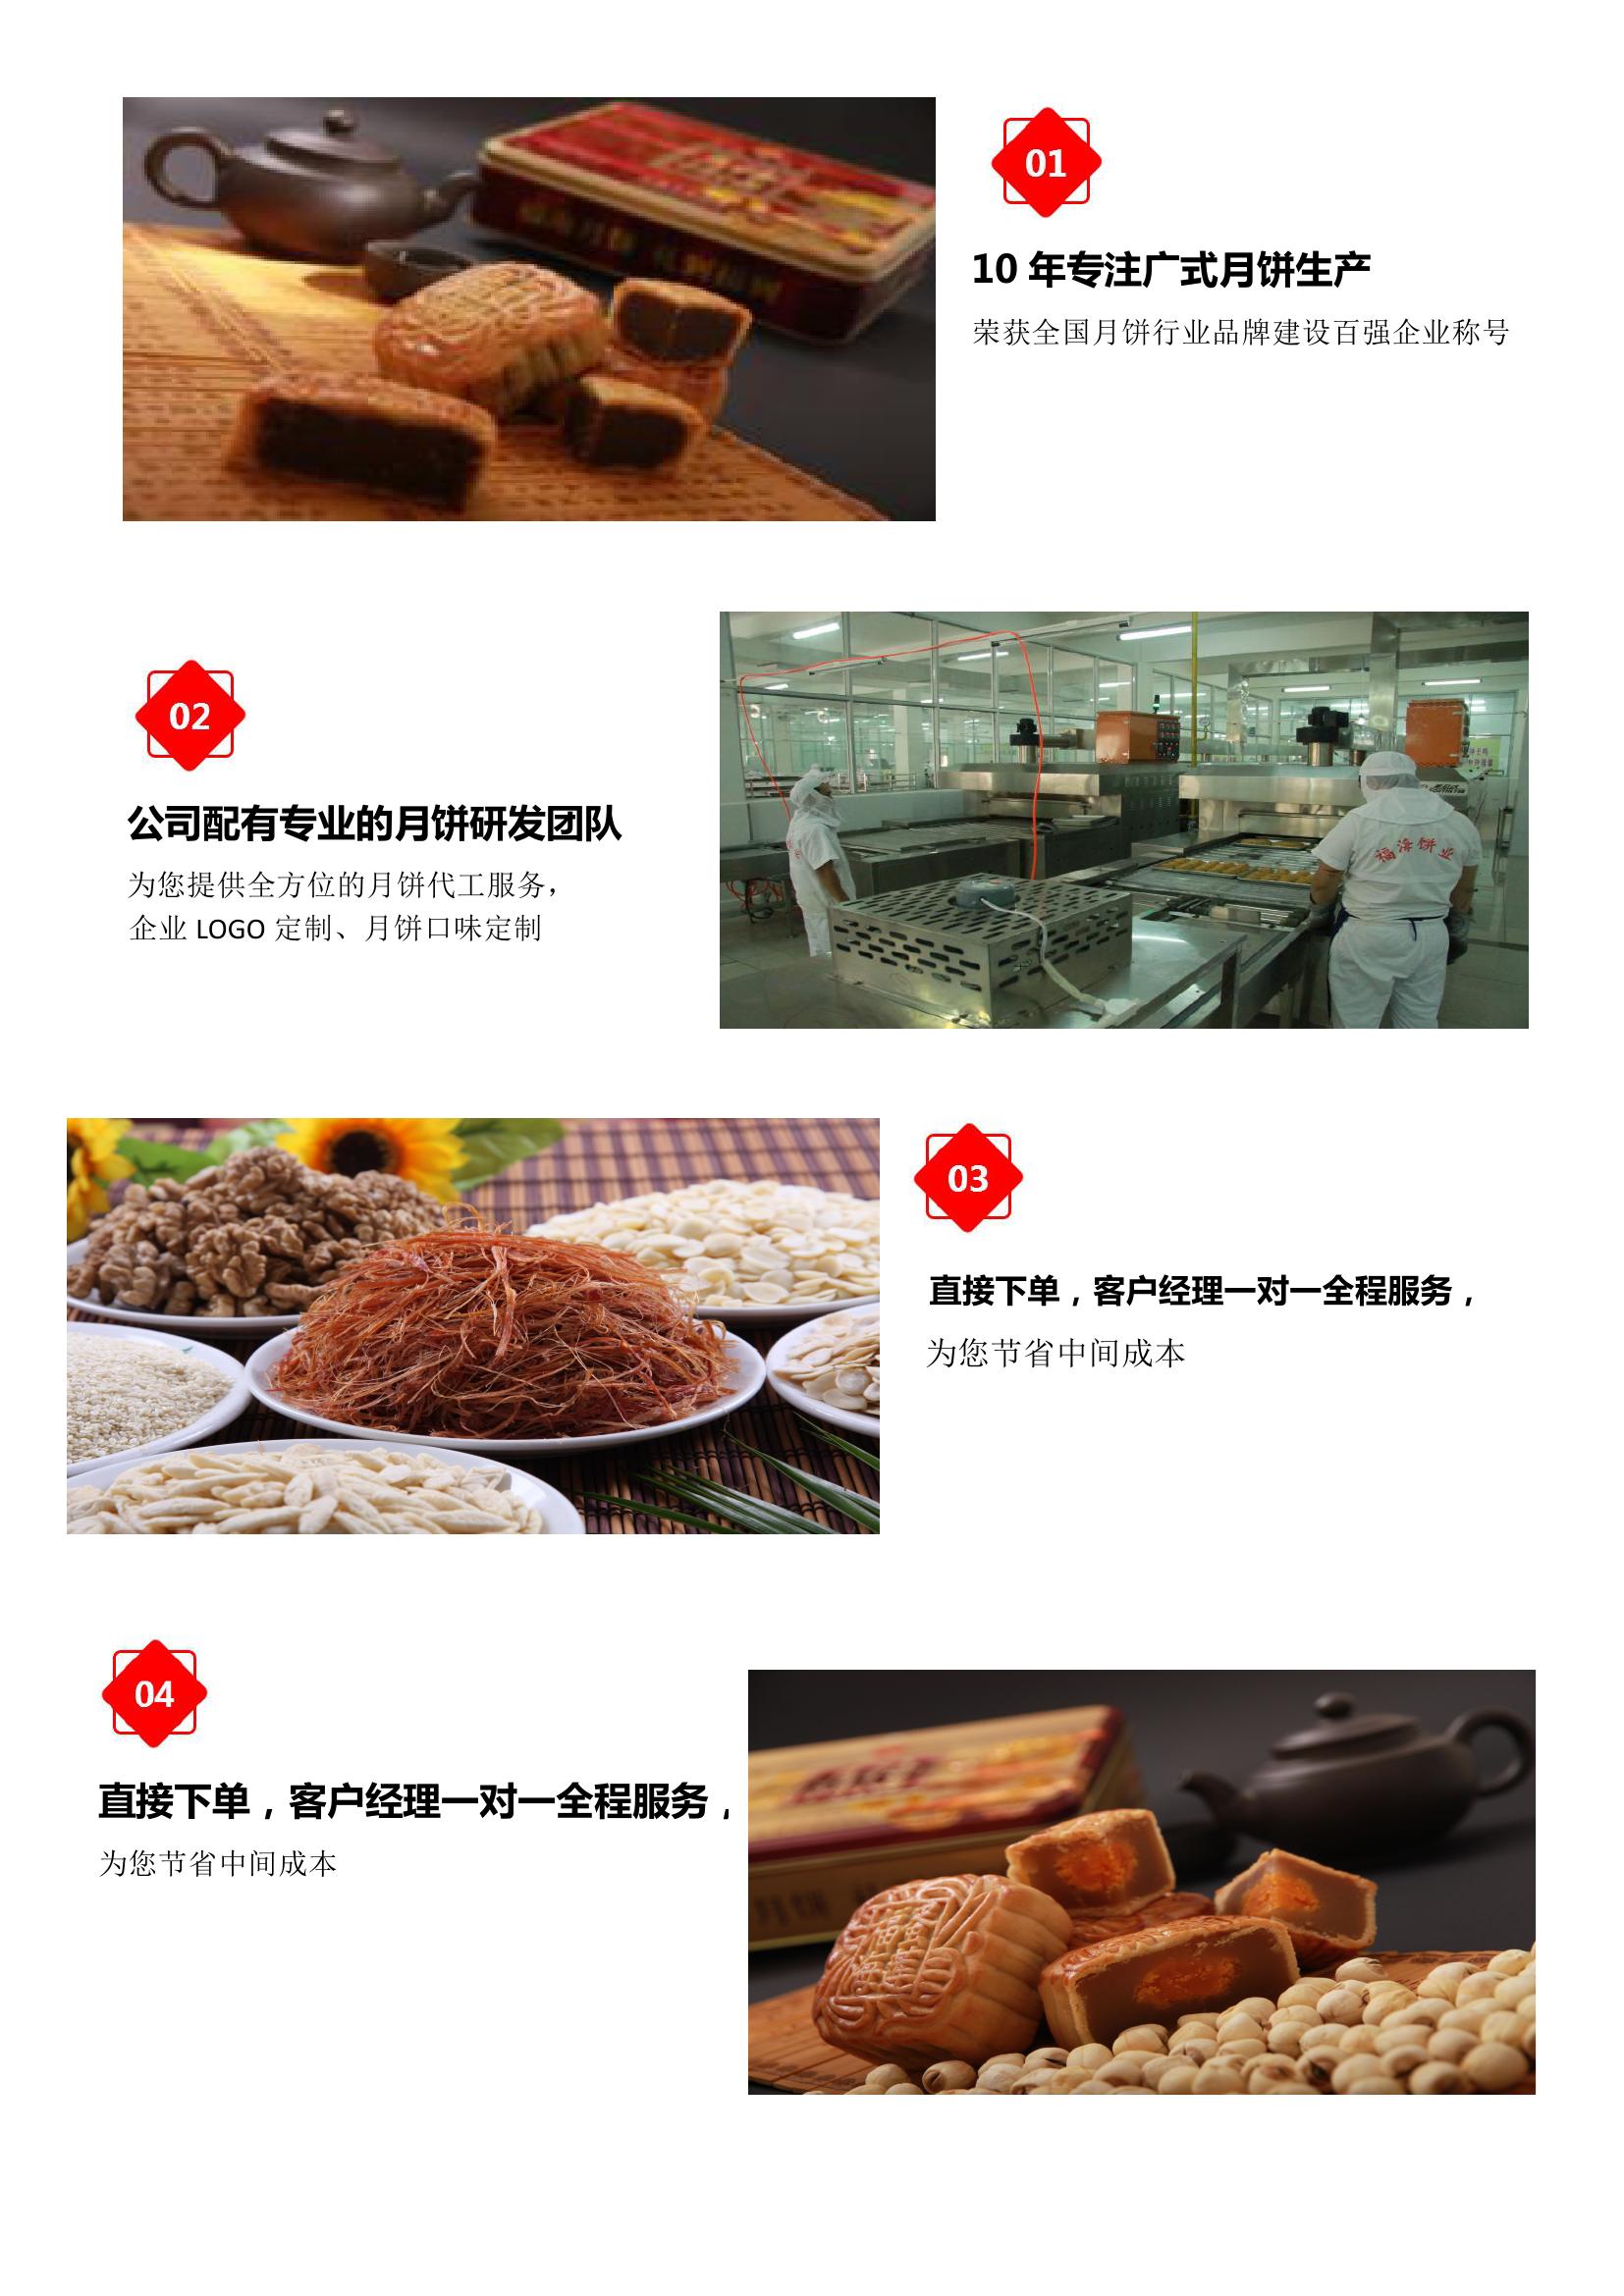 01
10 年专注广式月饼生产
荣获全国月饼行业品牌建设百强企业称号
02
公司配有专业的月饼研发团队
为您提供全方位的月饼代工服务，
企业 LOGO 定制、月饼口味定制
福海饼业
03
直接下单，客户经理一对一全程服务，
为您节省中间成本
04
直接下单，客户经理一对一全程服务，
为您节省中间成本